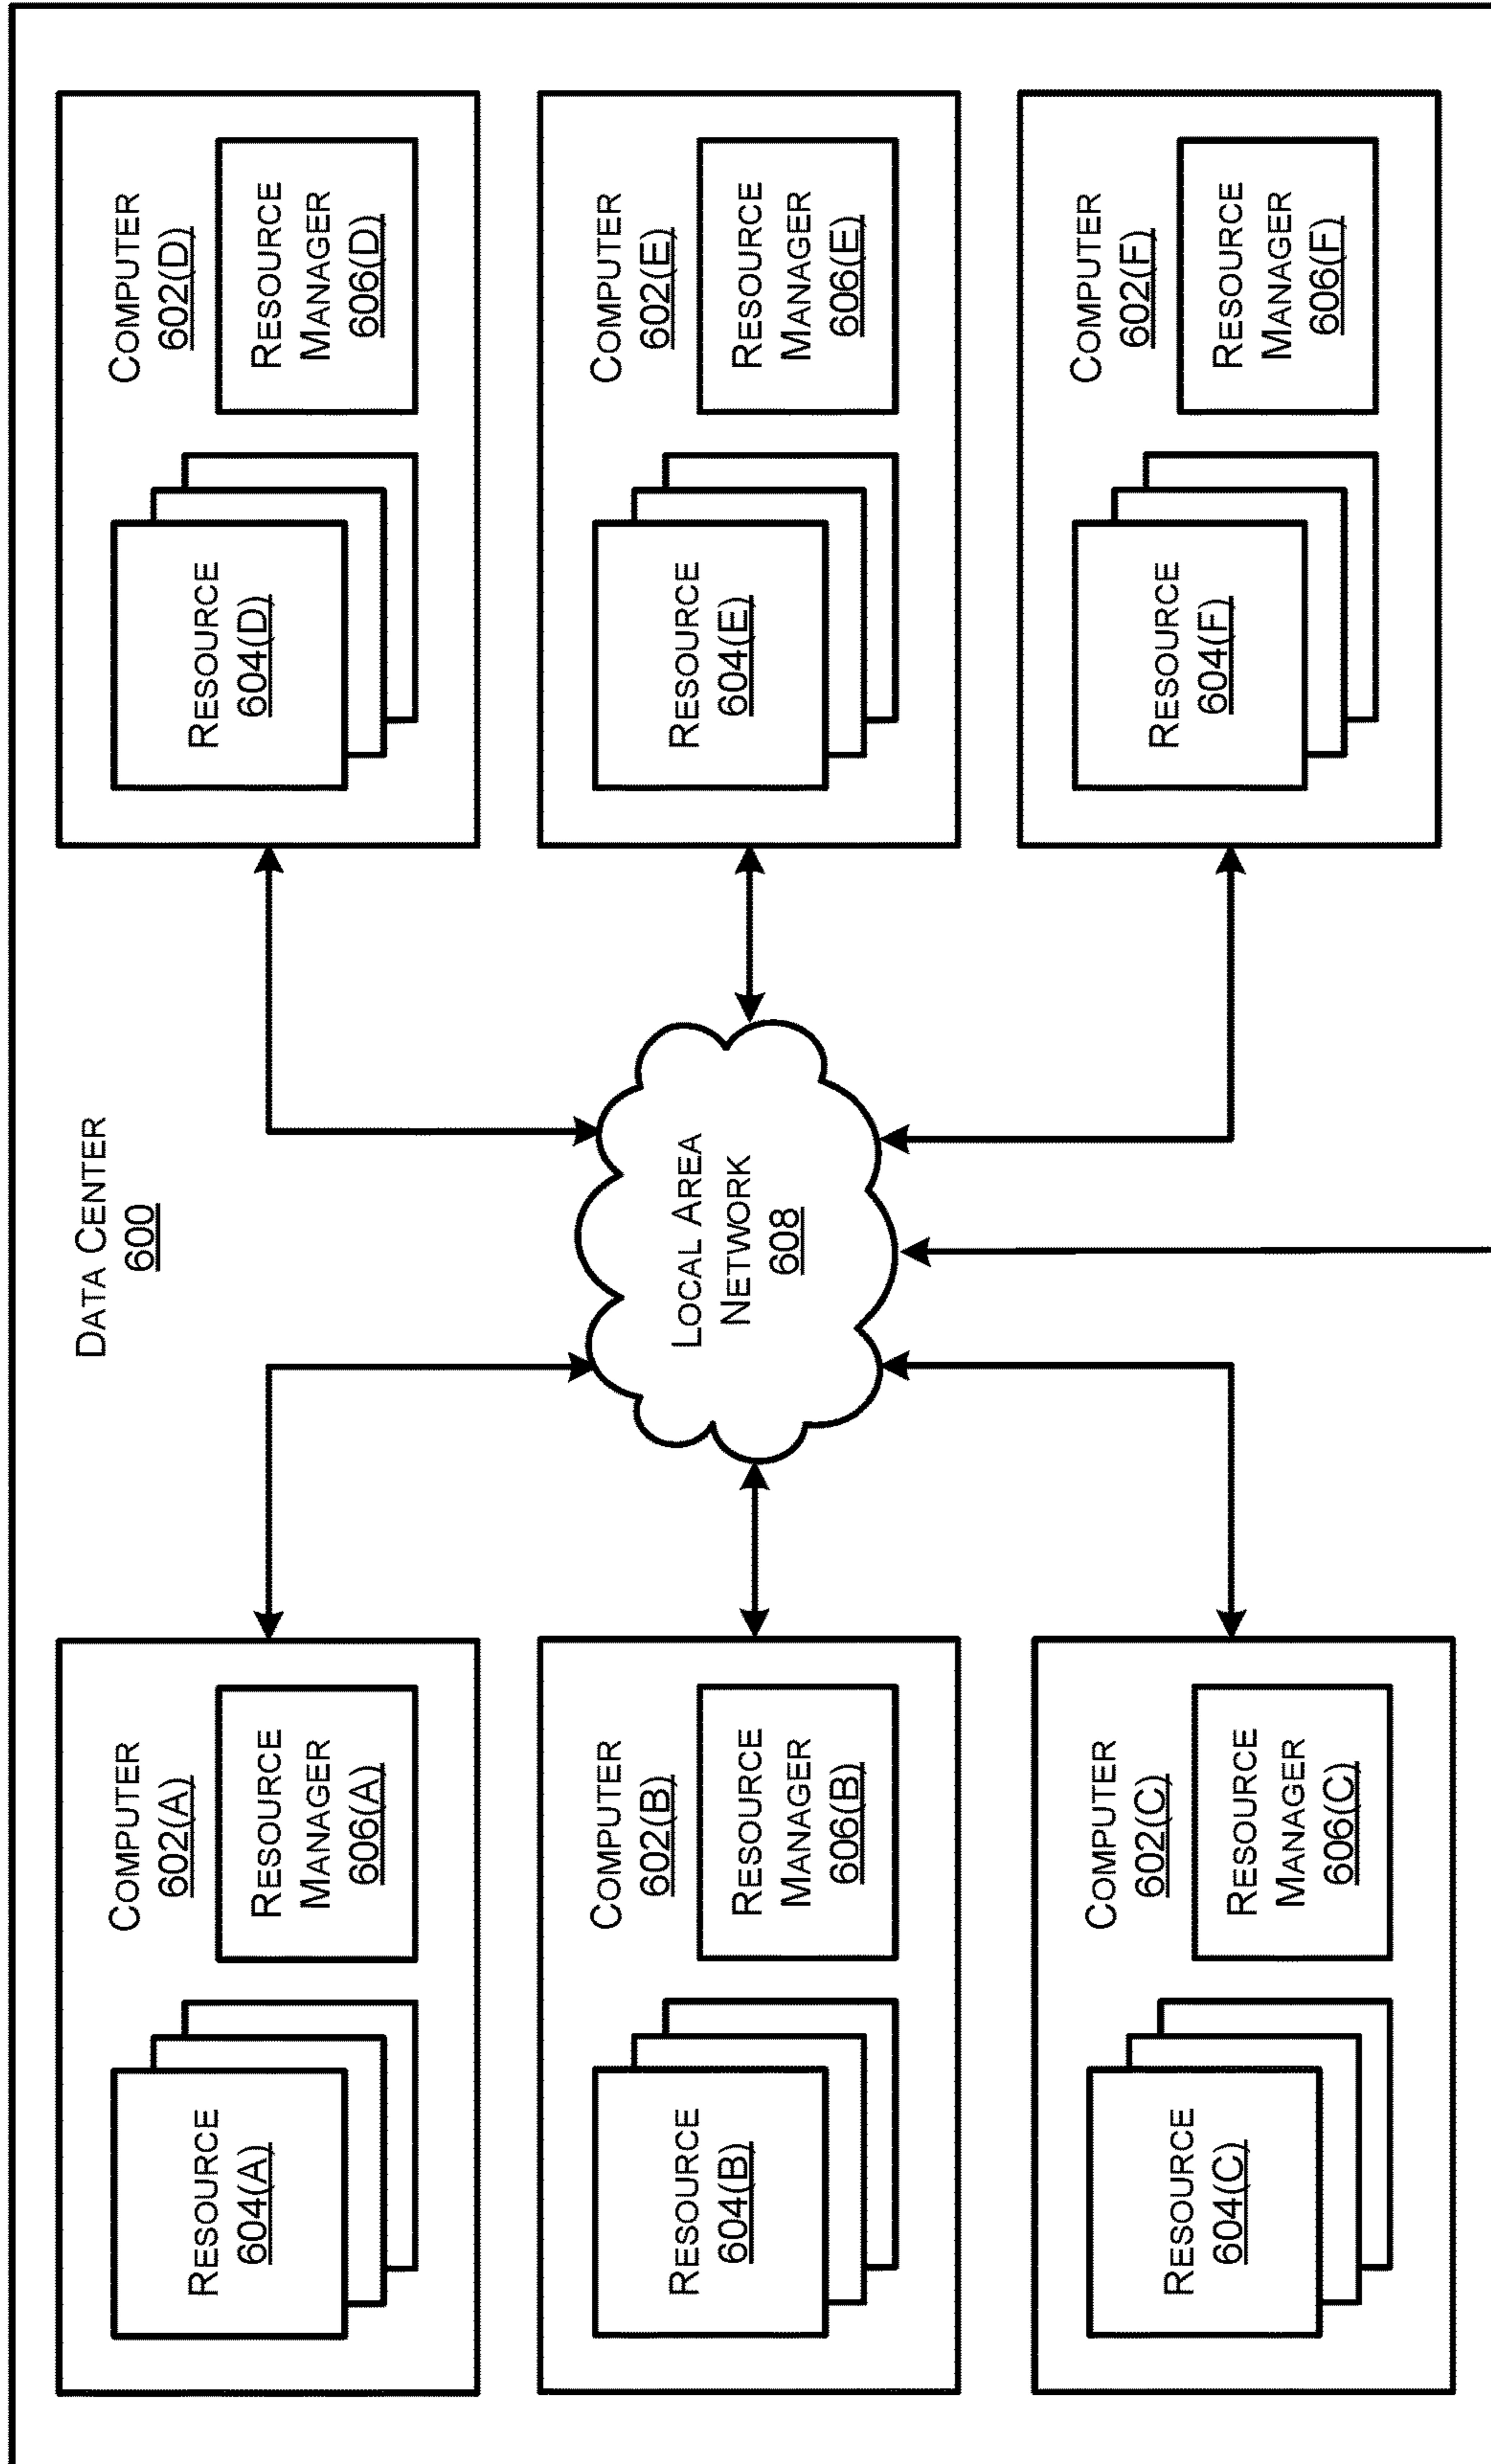 DATA CENTER
600
COMPUTER
602(A)
RESOURCE
604(A)
RESOURCE
MANAGER
606(A)
COMPUTER
602(D)
RESOURCE
604(D)
RESOURCE
MANAGER
606(D)
COMPUTER
602(B)
RESOURCE
604(B)
RESOURCE
MANAGER
606(B)
LOCAL AREA
NETWORK
608
COMPUTER
602(E)
RESOURCE
604(E)
RESOURCE
MANAGER
606(E)
COMPUTER
602(C)
RESOURCE
604(C)
RESOURCE
MANAGER
606(C)
COMPUTER
602(F)
RESOURCE
604(F)
RESOURCE
MANAGER
606(F)